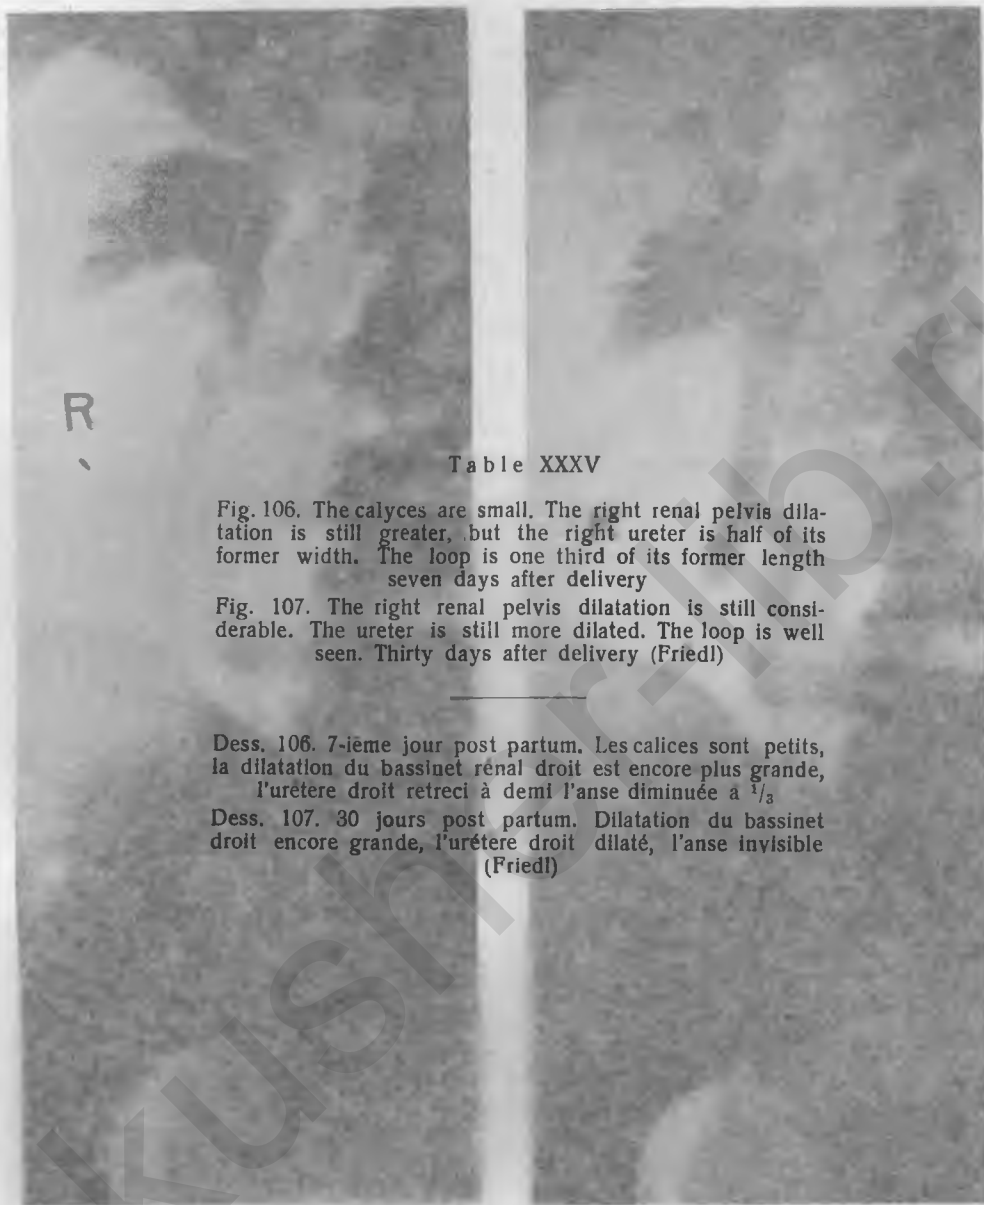 R
Table XXXV
Fig. 106. The calyces are small. The right renal pelvis dila-
tation is still greater, but the right ureter is half of its
former width. The loop is one third of its former length
seven days after delivery
Fig. 107. The right renal pelvis dilatation is still consi-
derable. The ureter is still more dilated. The loop is well
seen. Thirty days after delivery (Friedl)
Dess. 106. 7-ième jour post partum. Les calices sont petits,
la dilatation du bassinet rénal droit est encore plus grande,
l'urétere droit retreci à demi l'anse diminuée a 1/3
Dess. 107. 30 jours post partum. Dilatation du bassinet
droit encore grande, l'urétere droit dilaté, l'anse invisible
(Friedl)